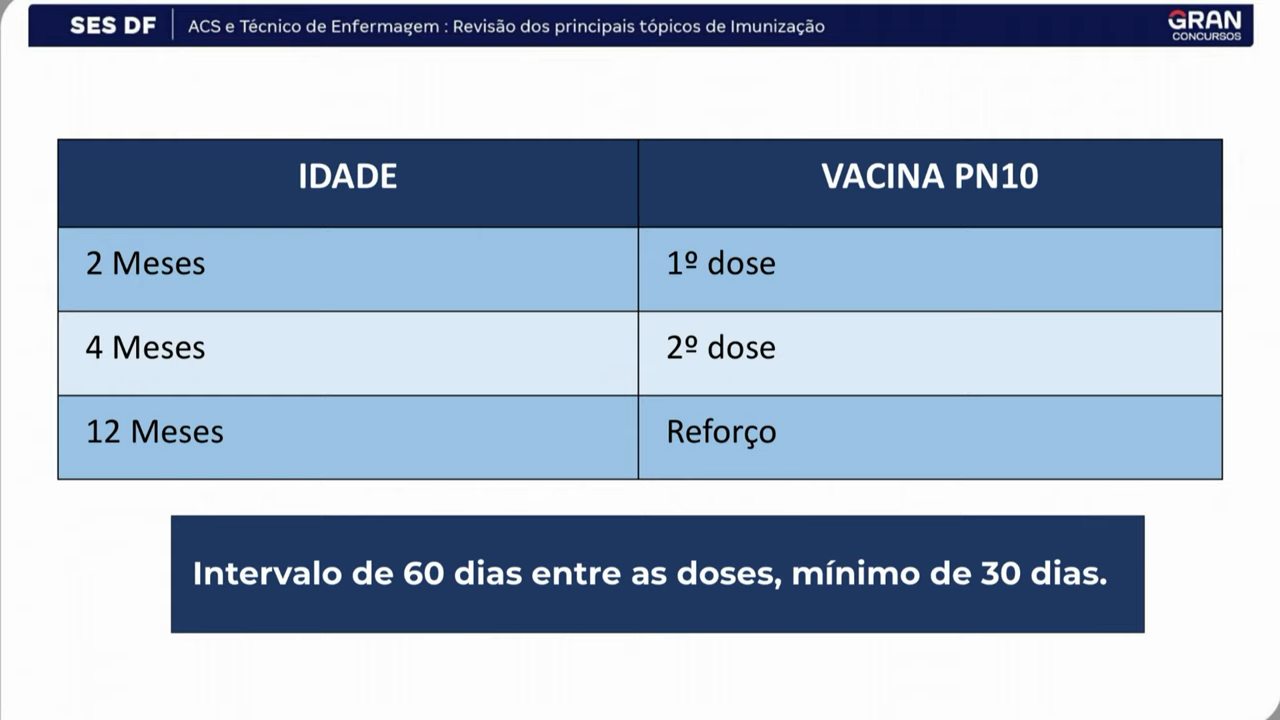 SES DF
ACS e Técnico de Enfermagem : Revisão dos principais tópicos de Imunização
GRAN
CONCURSOS
IDADE
VACINA PN10
2 Meses
1º dose
4 Meses
2º dose
12 Meses
Reforço
Intervalo de 60 dias entre as doses, mínimo de 30 dias.